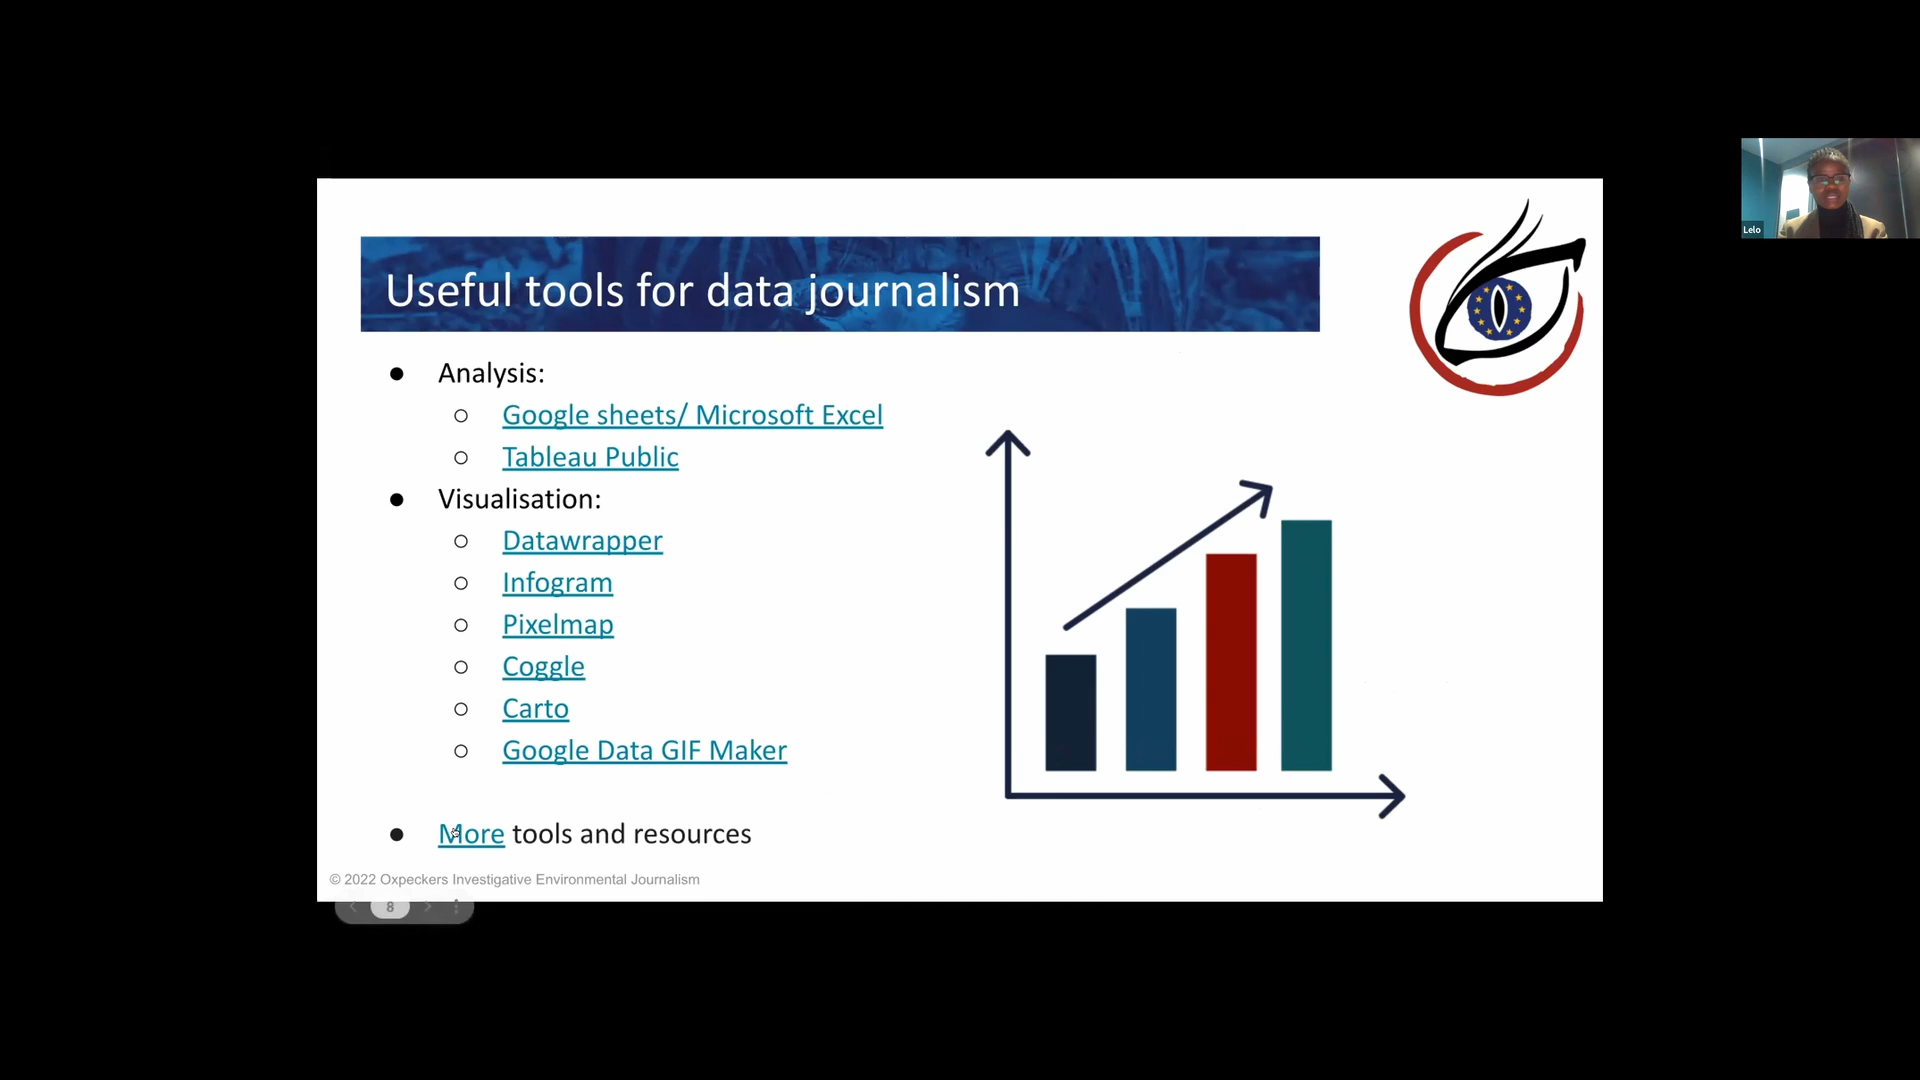 Useful tools for data journalism
Analysis:
Google sheets/ Microsoft Excel
Tableau Public
Visualisation:
Datawrapper
Infogram
Pixelmap
Coggle
Carto
Google Data GIF Maker
More tools and resources
© 2022 Oxpeckers Investigative Environmental Journalism
8
Lelo